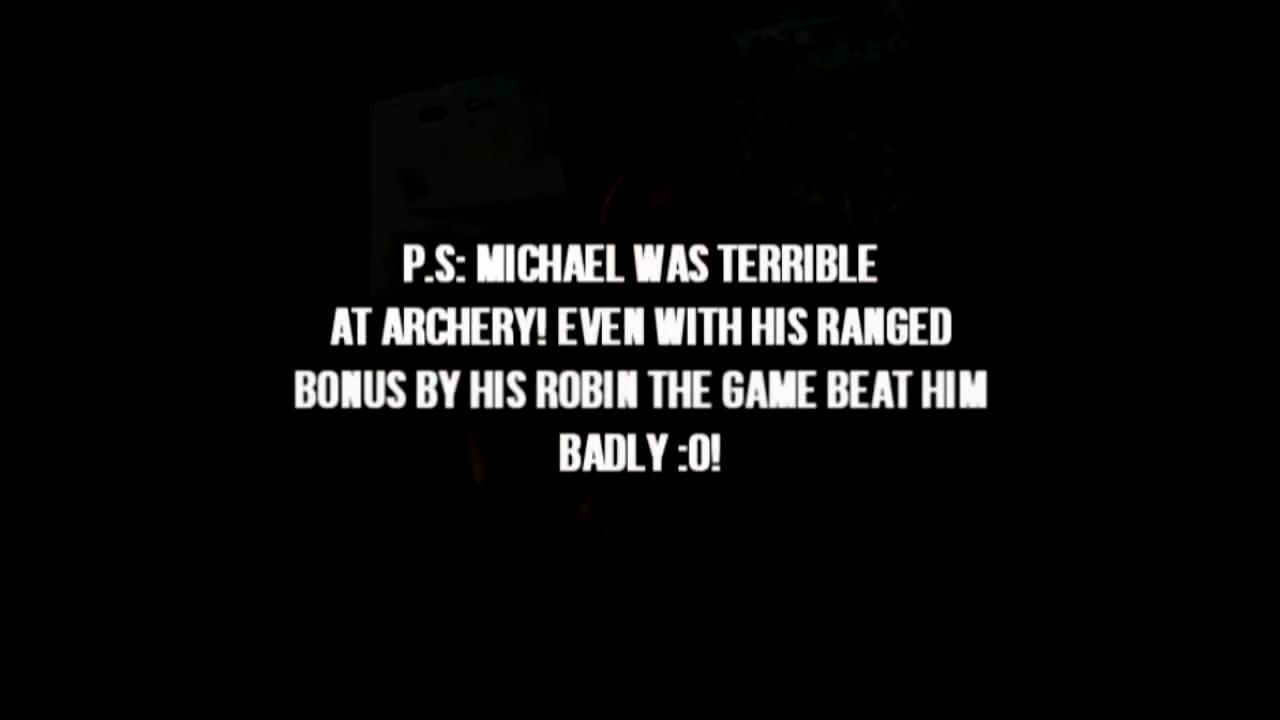 P.S: MICHAEL WAS TERRIBLE
AT ARCHERY! EVEN WITH HIS RANGED
BONUS BY HIS ROBIN THE GAME BEAT HIM
BADLY :O!